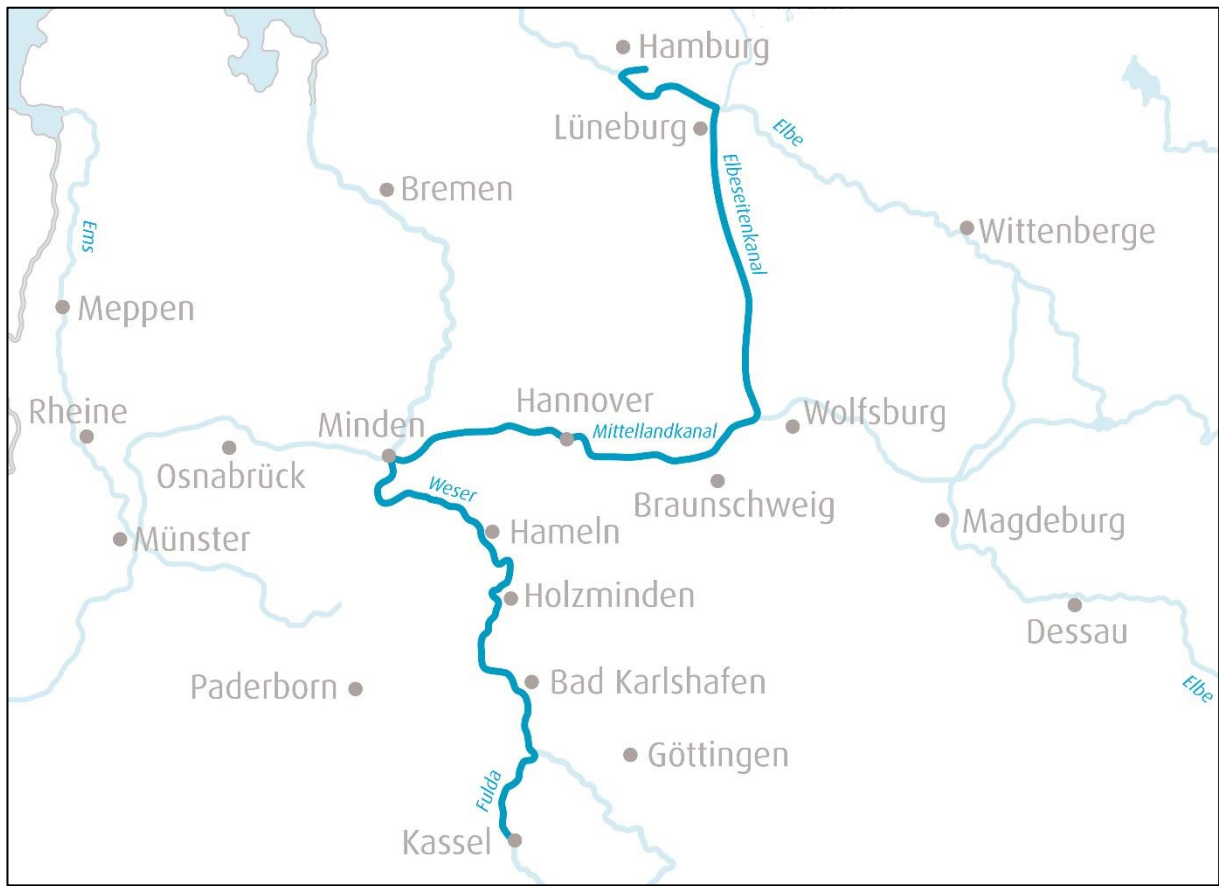 Hamburg
Lüneburg
Elbe
Bremen
Elbeseitenkanal
Wittenberge
Ems
Meppen
Rheine
Minden
Hannover
Mittellandkanal
Wolfsburg
Osnabrück
Weser
Braunschweig
Münster
Hameln
Magdeburg
Holzminden
Dessau
Paderborn
Bad Karlshafen
Elbe
Göttingen
Fulda
Kassel